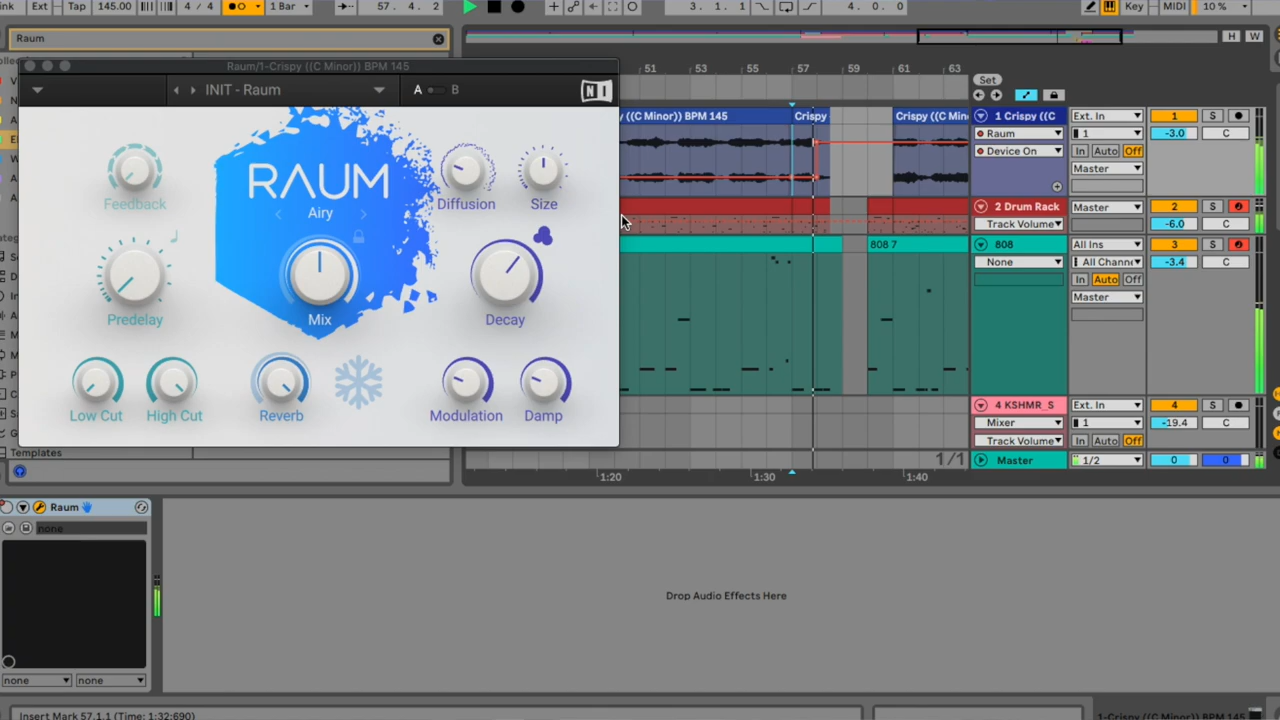 ink Ext Tap 145.00 4 / 4 1 Bar 57. 4. 2 3. 1. 1 4. 0. 0 Key MIDI 10 %
Raum
H W
Raum/1-Crispy ((C Minor)) BPM 145
INIT - Raum A B NI
51 53 55 57 59 61 63
Set
y ((C Minor)) BPM 145 Crispy Crispy ((C Min 1 Crispy ((C Ext. In 1 S
Raum 1 -3.0 C
Device On In Auto Off
Master
RAUM
Airy
Feedback Diffusion Size
2 Drum Rack Master 2 S
Track Volume -6.0 C
808 7 808 All Ins 3 S
None All Channe -3.4 C
In Auto Off
Master
Predelay Mix Decay
Low Cut High Cut Reverb Modulation Damp
4 KSHMR_S Ext. In 4 S
Mixer 1 -19.4 C
Track Volume In Auto Off
Templates
1/1 Master 1/2 0 0
1:20 1:30 1:40
Raum
none
Drop Audio Effects Here
none none
Insert Mark 57.1.1 (Time: 1:32:690) 1-Crispy ((C Minor)) BPM 145